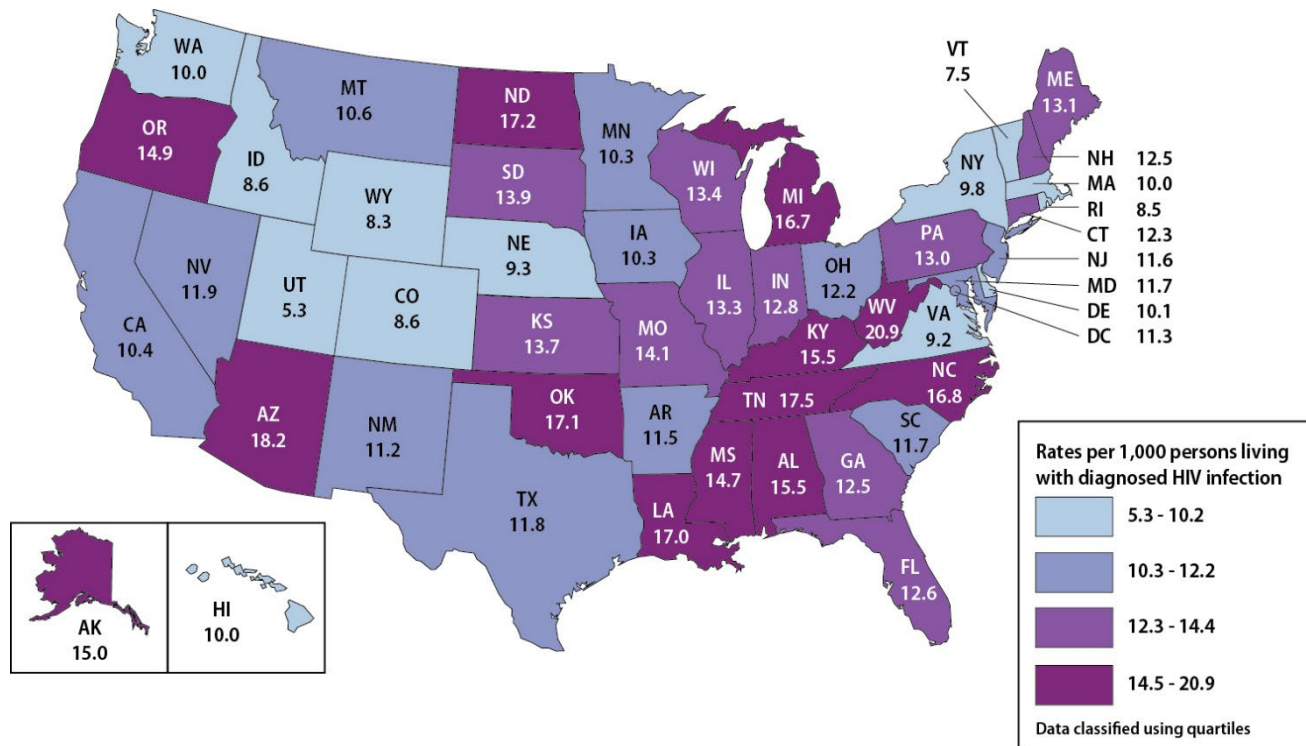 WA
10.0
MT
10.6
ND
17.2
MN
10.3
VT
7.5
ME
13.1
OR
14.9
ID
8.6
SD
13.9
WI
13.4
MI
16.7
NY
9.8
NH 12.5
MA 10.0
RI 8.5
CT 12.3
NJ 11.6
MD 11.7
DE 10.1
DC 11.3
WY
8.3
NE
9.3
IA
10.3
PA
13.0
NV
11.9
UT
5.3
CO
8.6
IL
13.3
IN
12.8
OH
12.2
CA
10.4
KS
13.7
MO
14.1
KY
15.5
WV
20.9
VA
9.2
AZ
18.2
NM
11.2
OK
17.1
AR
11.5
TN 17.5
NC
16.8
SC
11.7
TX
11.8
LA
17.0
MS
14.7
AL
15.5
GA
12.5
FL
12.6
AK
15.0
HI
10.0
Rates per 1,000 persons living
with diagnosed HIV infection
5.3 - 10.2
10.3 - 12.2
12.3 - 14.4
14.5 - 20.9
Data classified using quartiles